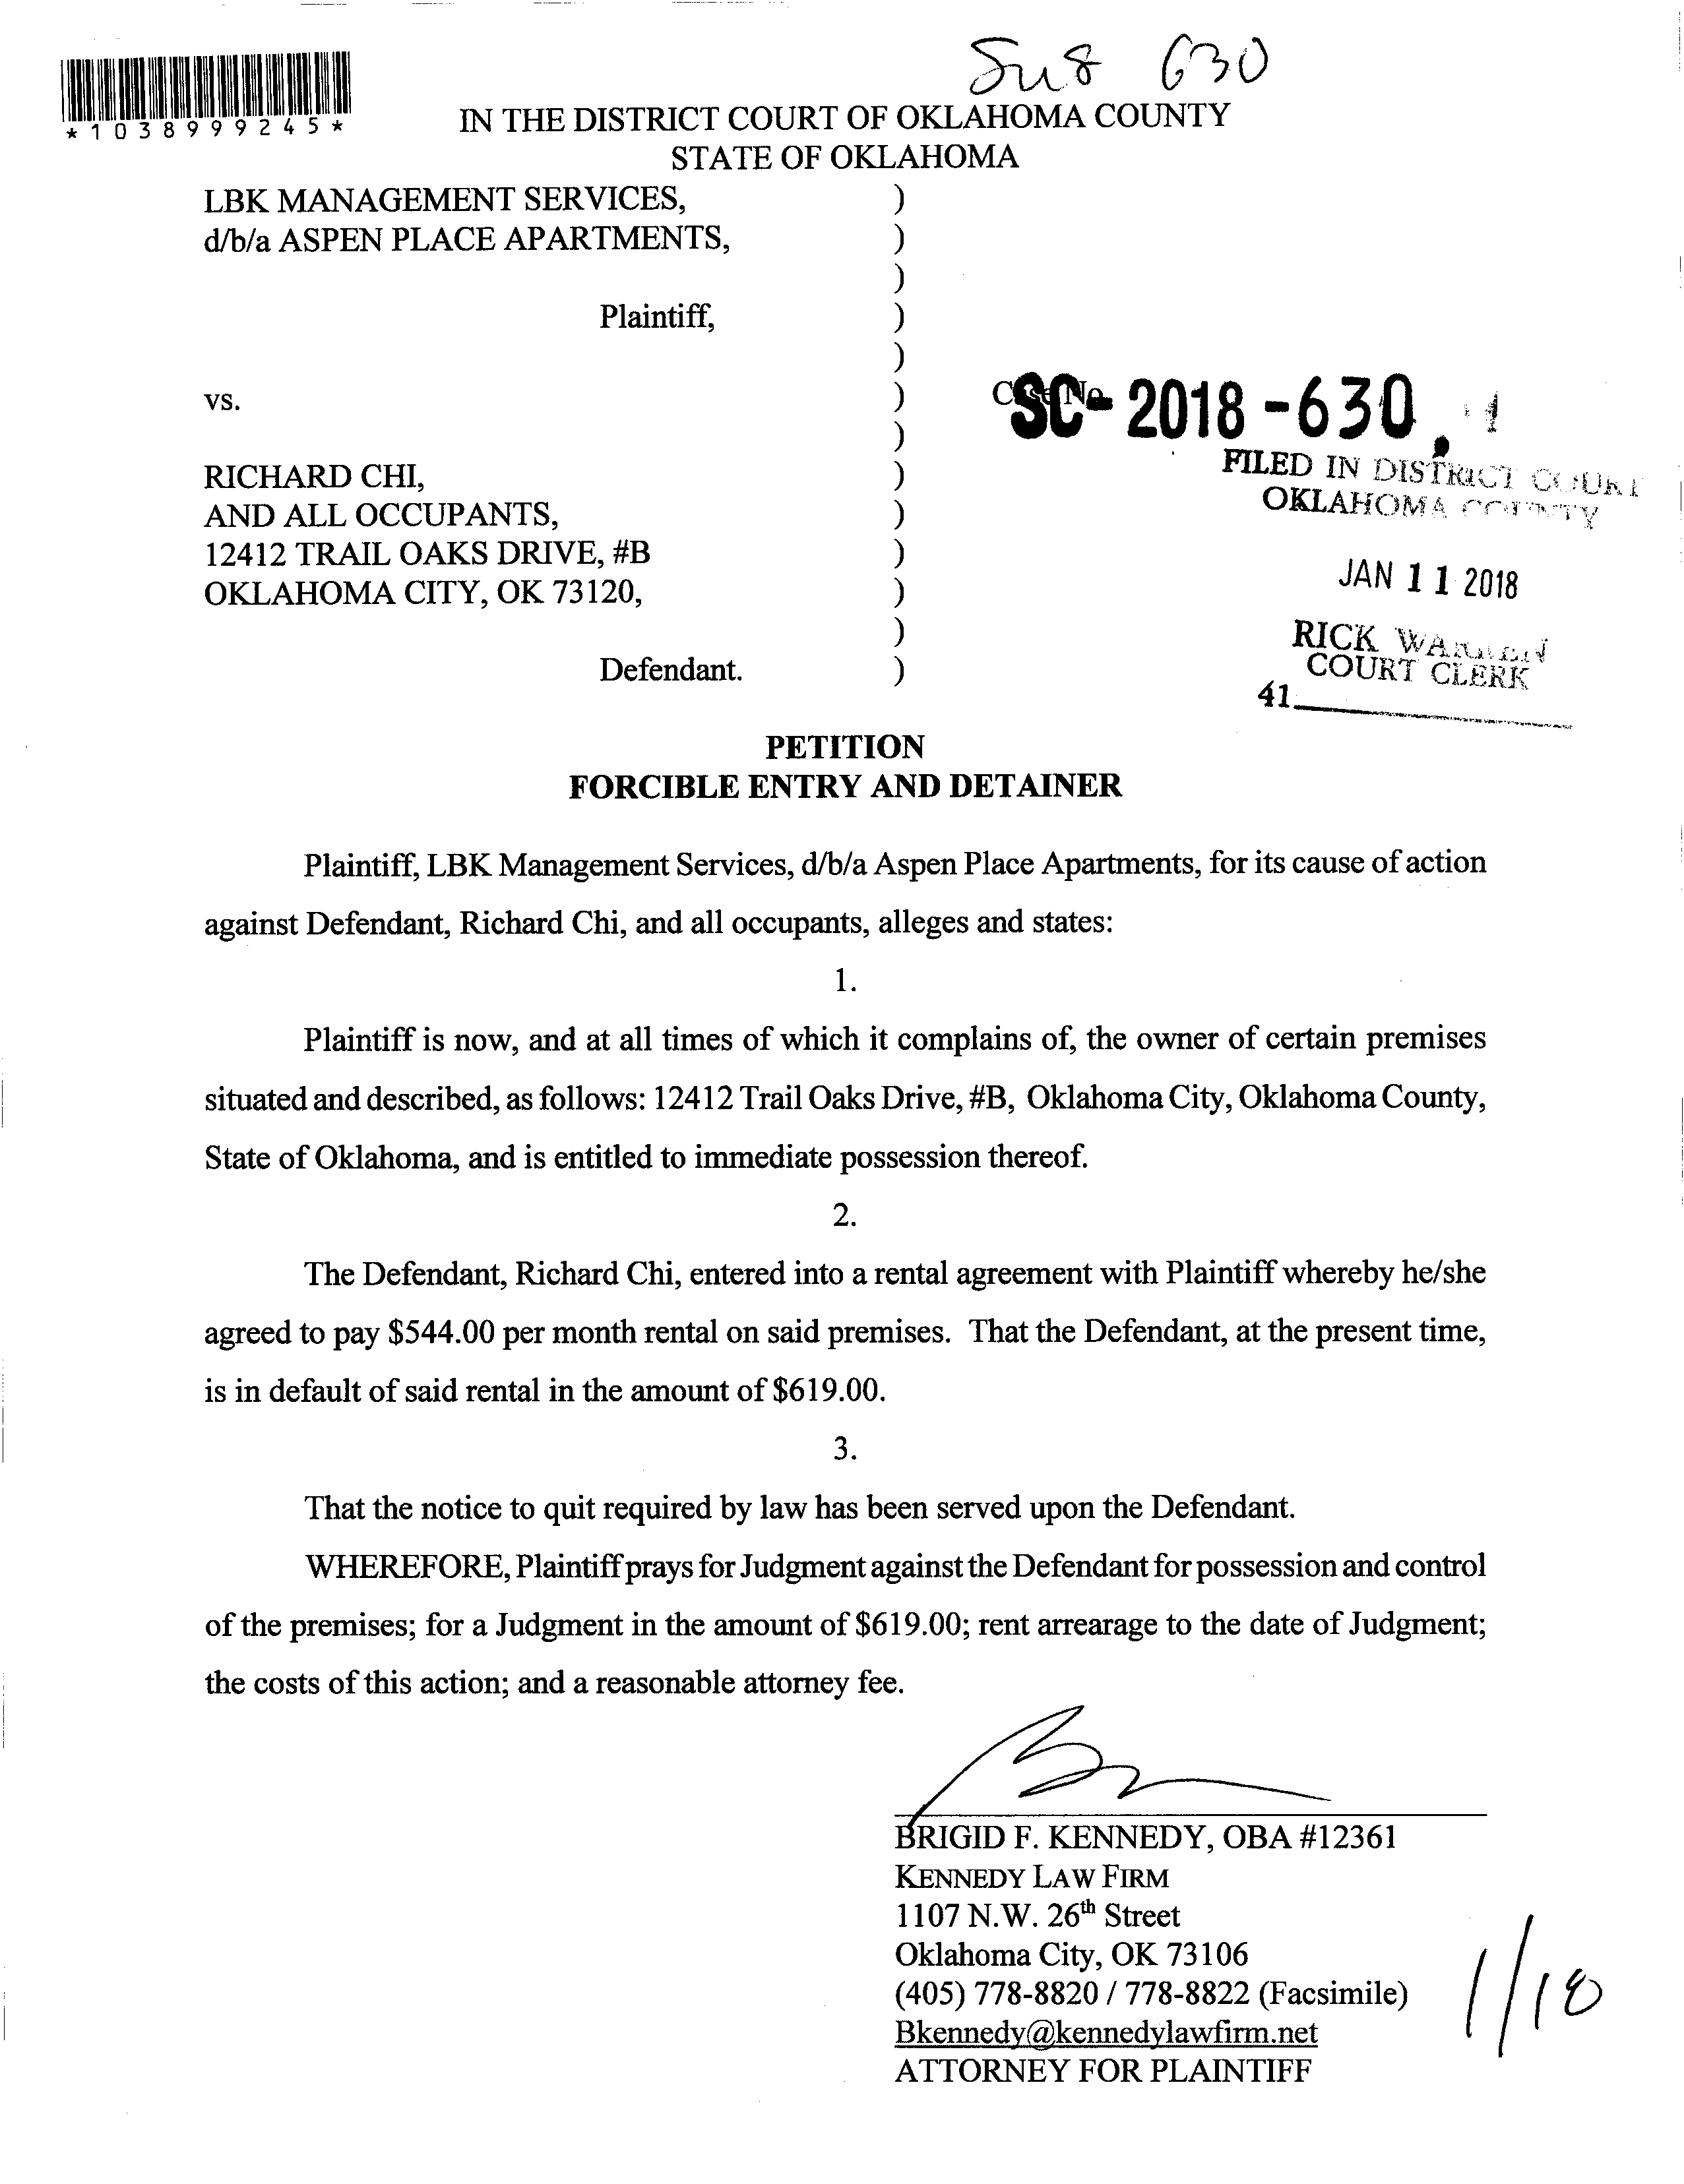 630
*1038999245*
IN THE DISTRICT COURT OF OKLAHOMA COUNTY
STATE OF OKLAHOMA
LBK MANAGEMENT SERVICES, )
d/b/a ASPEN PLACE APARTMENTS, )
)
Plaintiff, )
)
vs. ) Case No. SC-2018-630
)
RICHARD CHI, ) FILED IN DISTRICT COURT
AND ALL OCCUPANTS, ) OKLAHOMA COUNTY
12412 TRAIL OAKS DRIVE, #B )
OKLAHOMA CITY, OK 73120, ) JAN 11 2018
) RICK WARREN
Defendant. ) COURT CLERK
41
PETITION
FORCIBLE ENTRY AND DETAINER
Plaintiff, LBK Management Services, d/b/a Aspen Place Apartments, for its cause of action
against Defendant, Richard Chi, and all occupants, alleges and states:
1.
Plaintiff is now, and at all times of which it complains of, the owner of certain premises
situated and described, as follows: 12412 Trail Oaks Drive, #B, Oklahoma City, Oklahoma County,
State of Oklahoma, and is entitled to immediate possession thereof.
2.
The Defendant, Richard Chi, entered into a rental agreement with Plaintiff whereby he/she
agreed to pay $544.00 per month rental on said premises. That the Defendant, at the present time,
is in default of said rental in the amount of $619.00.
3.
That the notice to quit required by law has been served upon the Defendant.
WHEREFORE, Plaintiff prays for Judgment against the Defendant for possession and control
of the premises; for a Judgment in the amount of $619.00; rent arrearage to the date of Judgment;
the costs of this action; and a reasonable attorney fee.
BRIGID F. KENNEDY, OBA #12361
KENNEDY LAW FIRM
1107 N.W. 26th Street
Oklahoma City, OK 73106
(405) 778-8820 / 778-8822 (Facsimile)
Bkennedy@kennedylawfirm.net
ATTORNEY FOR PLAINTIFF
1/18